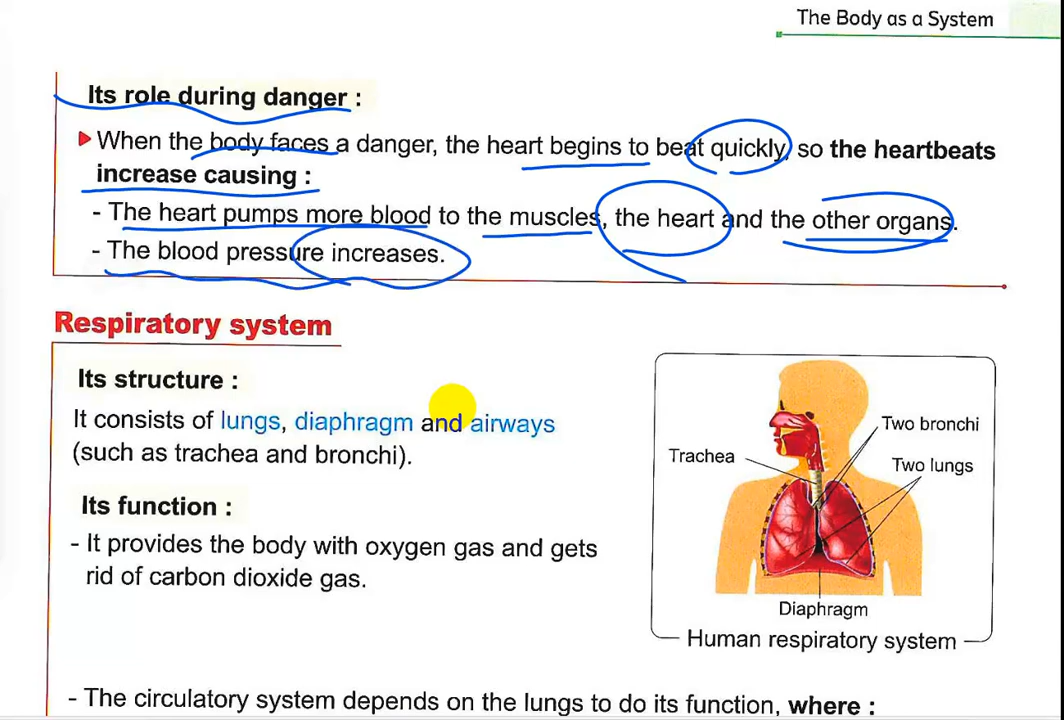 The Body as a System
Its role during danger :
When the body faces a danger, the heart begins to beat quickly, so the heartbeats
increase causing :
- The heart pumps more blood to the muscles, the heart and the other organs.
- The blood pressure increases.
Respiratory system
Its structure :
It consists of lungs, diaphragm and airways
(such as trachea and bronchi).
Its function :
- It provides the body with oxygen gas and gets
rid of carbon dioxide gas.
Two bronchi
Trachea
Two lungs
Diaphragm
Human respiratory system
- The circulatory system depends on the lungs to do its function, where :